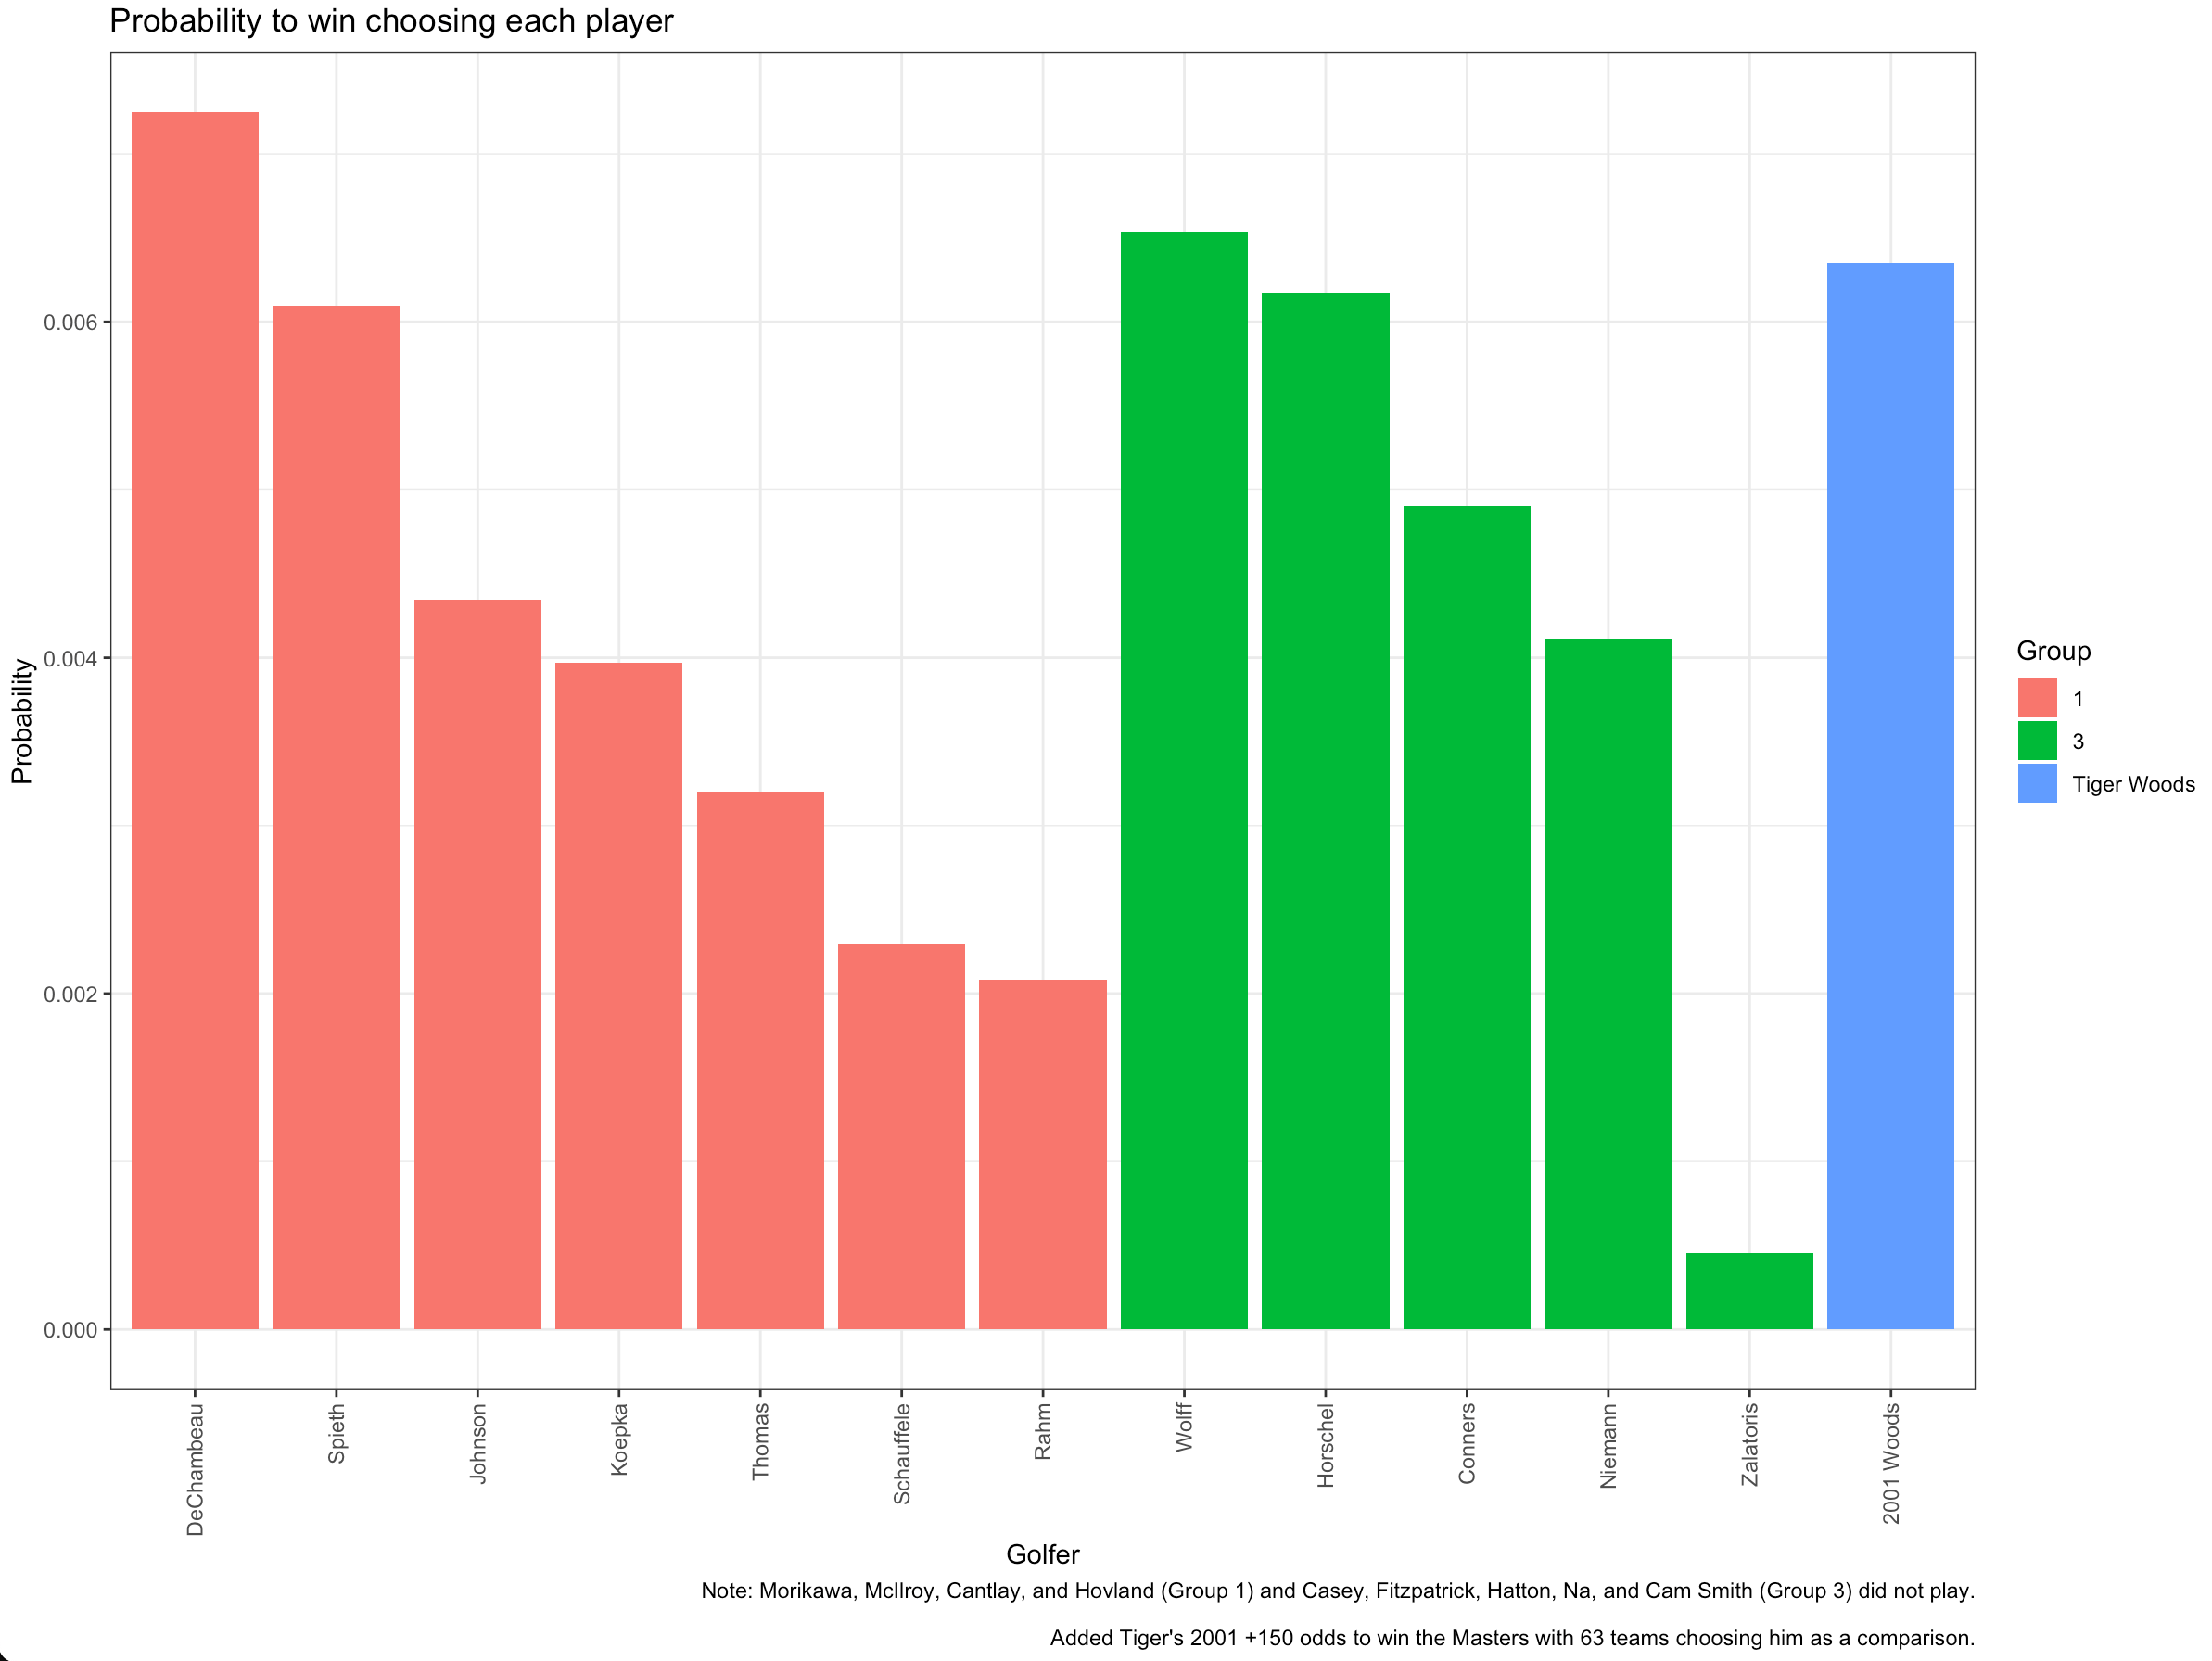 Probability to win choosing each player
Probability
0.006
0.004
0.002
0.000
DeChambeau
Spieth
Johnson
Koepka
Thomas
Schauffele
Rahm
Wolff
Horschel
Conners
Niemann
Zalatoris
2001 Woods
Golfer
Group
1
3
Tiger Woods
Note: Morikawa, McIlroy, Cantlay, and Hovland (Group 1) and Casey, Fitzpatrick, Hatton, Na, and Cam Smith (Group 3) did not play.
Added Tiger's 2001 +150 odds to win the Masters with 63 teams choosing him as a comparison.